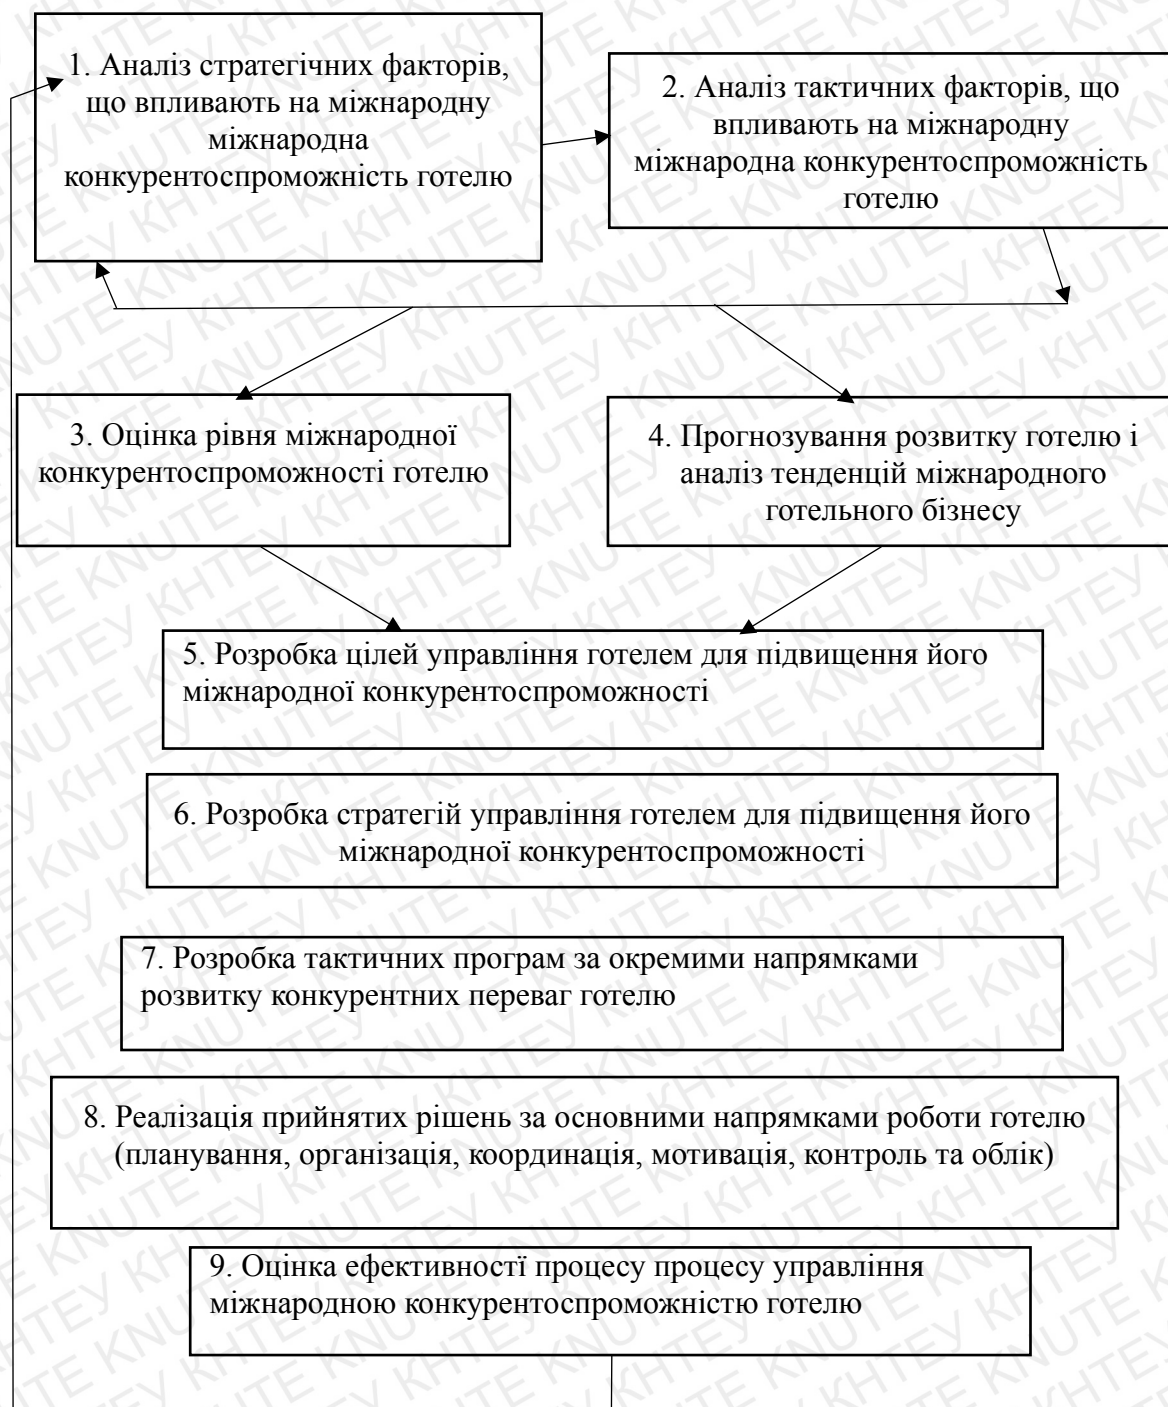 1. Аналіз стратегічних факторів,
що впливають на міжнародну
міжнародна
конкурентоспроможність готелю
2. Аналіз тактичних факторів, що
впливають на міжнародну
міжнародна конкурентоспроможність
готелю
3. Оцінка рівня міжнародної
конкурентоспроможності готелю
4. Прогнозування розвитку готелю і
аналіз тенденцій міжнародного
готельного бізнесу
5. Розробка цілей управління готелем для підвищення його
міжнародної конкурентоспроможності
6. Розробка стратегій управління готелем для підвищення його
міжнародної конкурентоспроможності
7. Розробка тактичних програм за окремими напрямками
розвитку конкурентних переваг готелю
8. Реалізація прийнятих рішень за основними напрямками роботи готелю
(планування, організація, координація, мотивація, контроль та облік)
9. Оцінка ефективності процесу процесу управління
міжнародною конкурентоспроможністю готелю